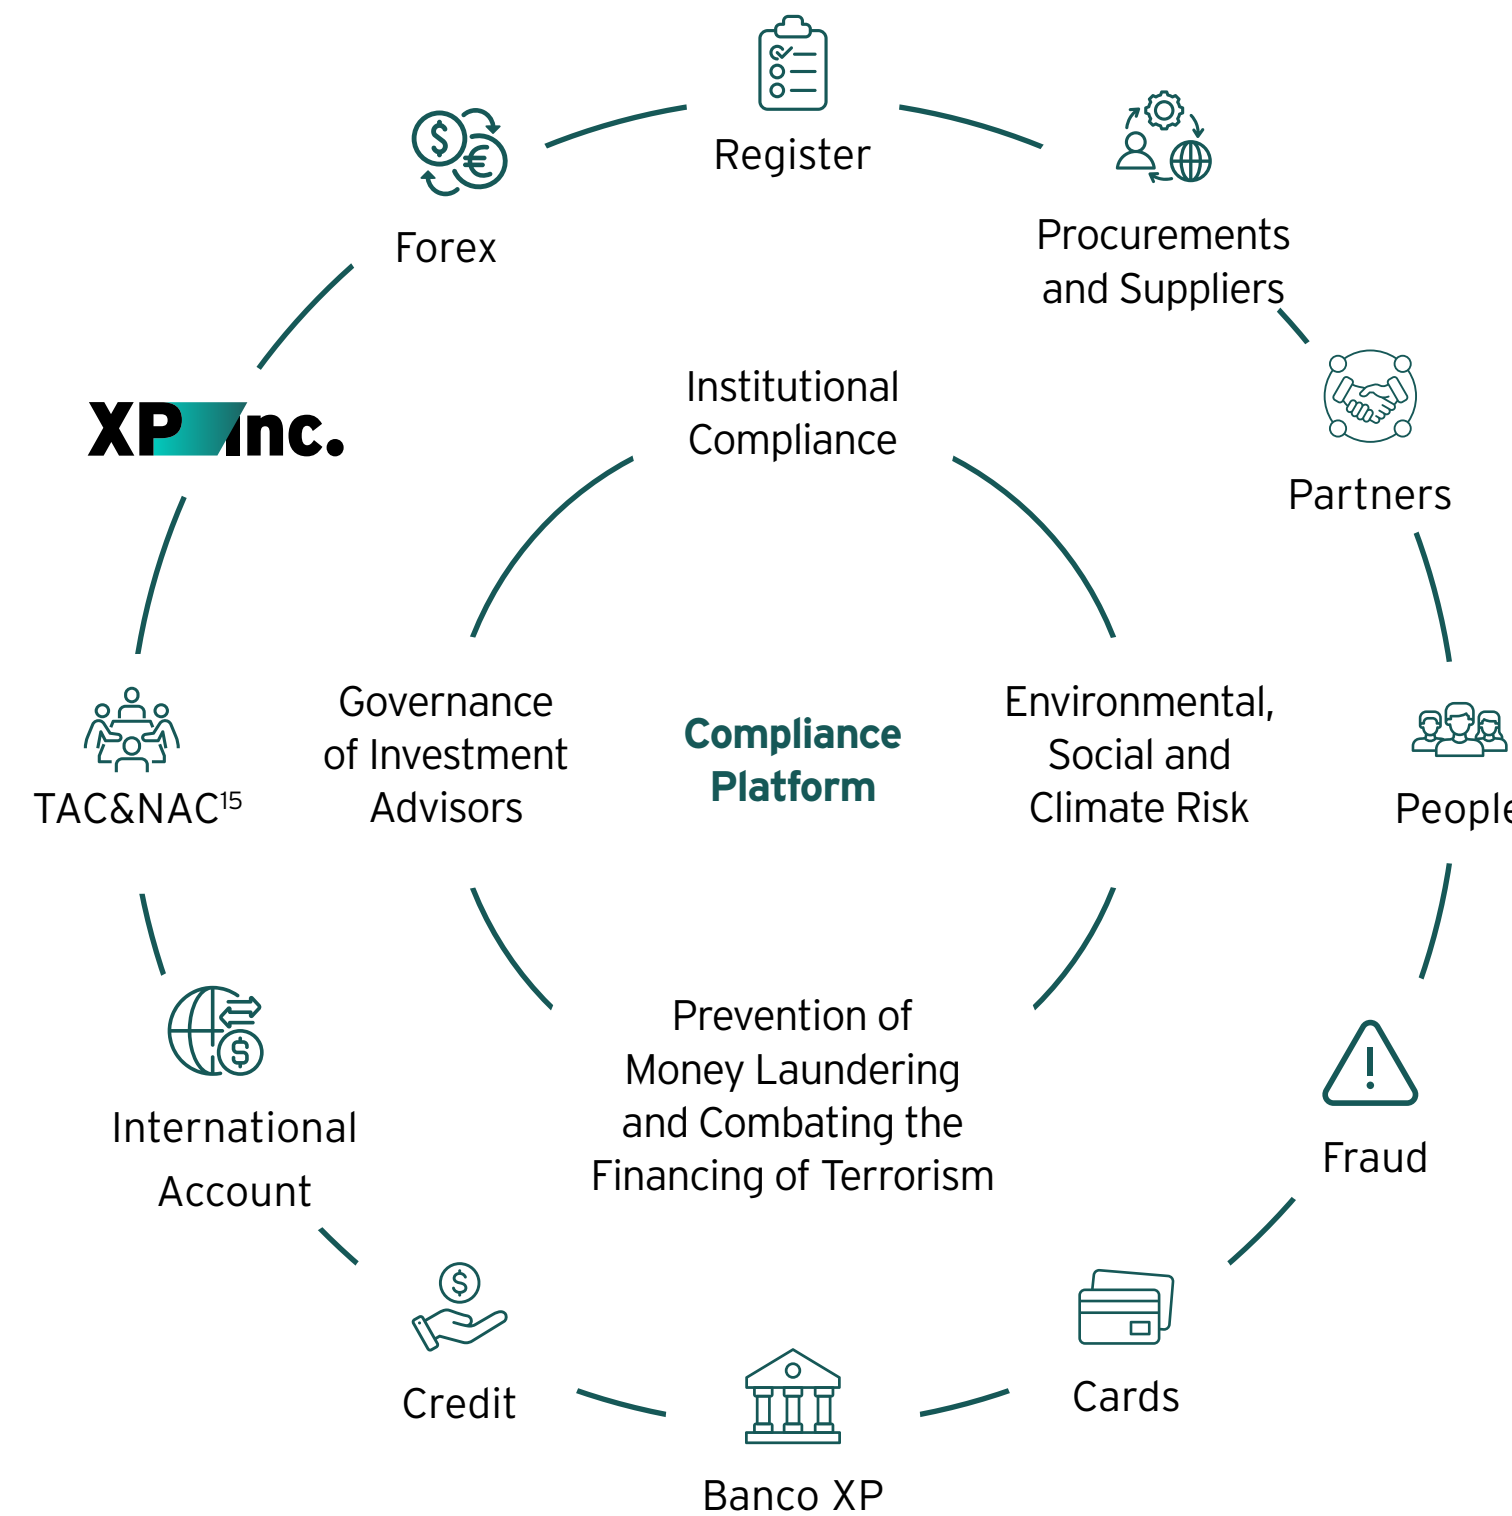 Register
Forex
Procurements
and Suppliers
XP Inc.
Institutional
Compliance
Partners
Governance
of Investment
Advisors
Compliance
Platform
Environmental,
Social and
Climate Risk
TAC&NAC¹⁵
People
Prevention of
Money Laundering
and Combating the
Financing of Terrorism
International
Account
Fraud
Credit
Cards
Banco XP